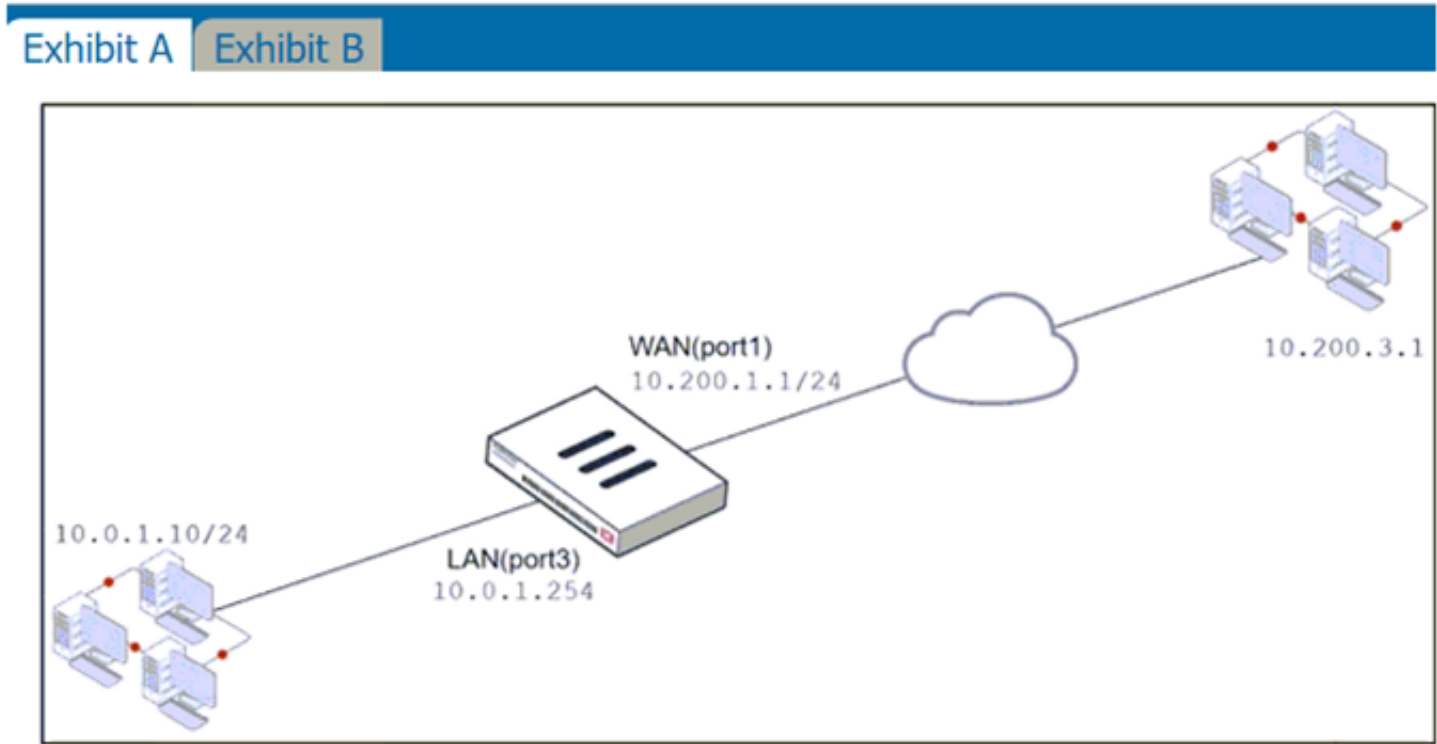 Exhibit A
Exhibit B
WAN(port1)
10.200.1.1/24
10.200.3.1
10.0.1.10/24
LAN(port3)
10.0.1.254